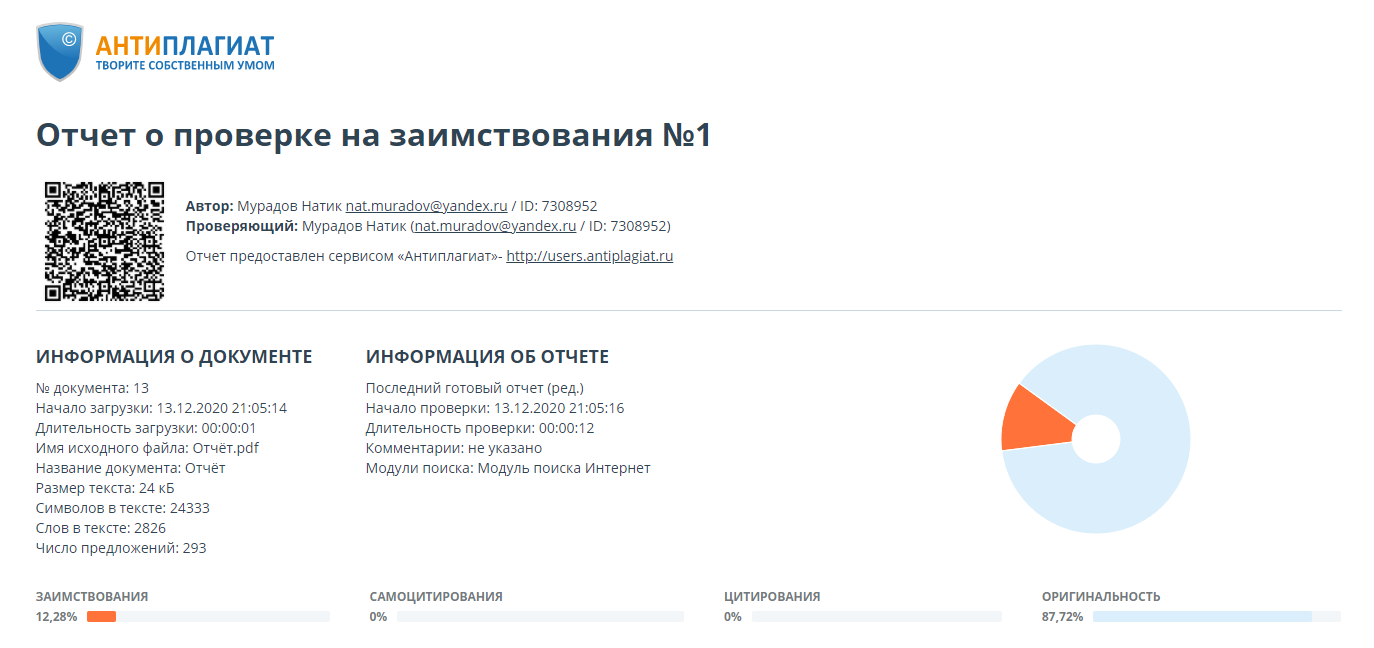 ©
АНТИПЛАГИАТ
ТВОРИТЕ СОБСТВЕННЫМ УМОМ
Отчет о проверке на заимствования №1
Автор: Мурадов Натик nat.muradov@yandex.ru / ID: 7308952
Проверяющий: Мурадов Натик (nat.muradov@yandex.ru / ID: 7308952)
Отчет предоставлен сервисом «Антиплагиат»- http://users.antiplagiat.ru
ИНФОРМАЦИЯ О ДОКУМЕНТЕ
№ документа: 13
Начало загрузки: 13.12.2020 21:05:14
Длительность загрузки: 00:00:01
Имя исходного файла: Отчёт.pdf
Название документа: Отчёт
Размер текста: 24 кБ
Символов в тексте: 24333
Слов в тексте: 2826
Число предложений: 293
ИНФОРМАЦИЯ ОБ ОТЧЕТЕ
Последний готовый отчет (ред.)
Начало проверки: 13.12.2020 21:05:16
Длительность проверки: 00:00:12
Комментарии: не указано
Модули поиска: Модуль поиска Интернет
ЗАИМСТВОВАНИЯ
12,28%
САМОЦИТИРОВАНИЯ
0%
ЦИТИРОВАНИЯ
0%
ОРИГИНАЛЬНОСТЬ
87,72%